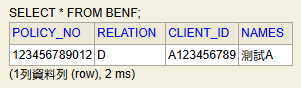 SELECT * FROM BENF;
POLICY_NO RELATION CLIENT_ID NAMES
123456789012 D A123456789 測試A
(1列資料列 (row), 2 ms)